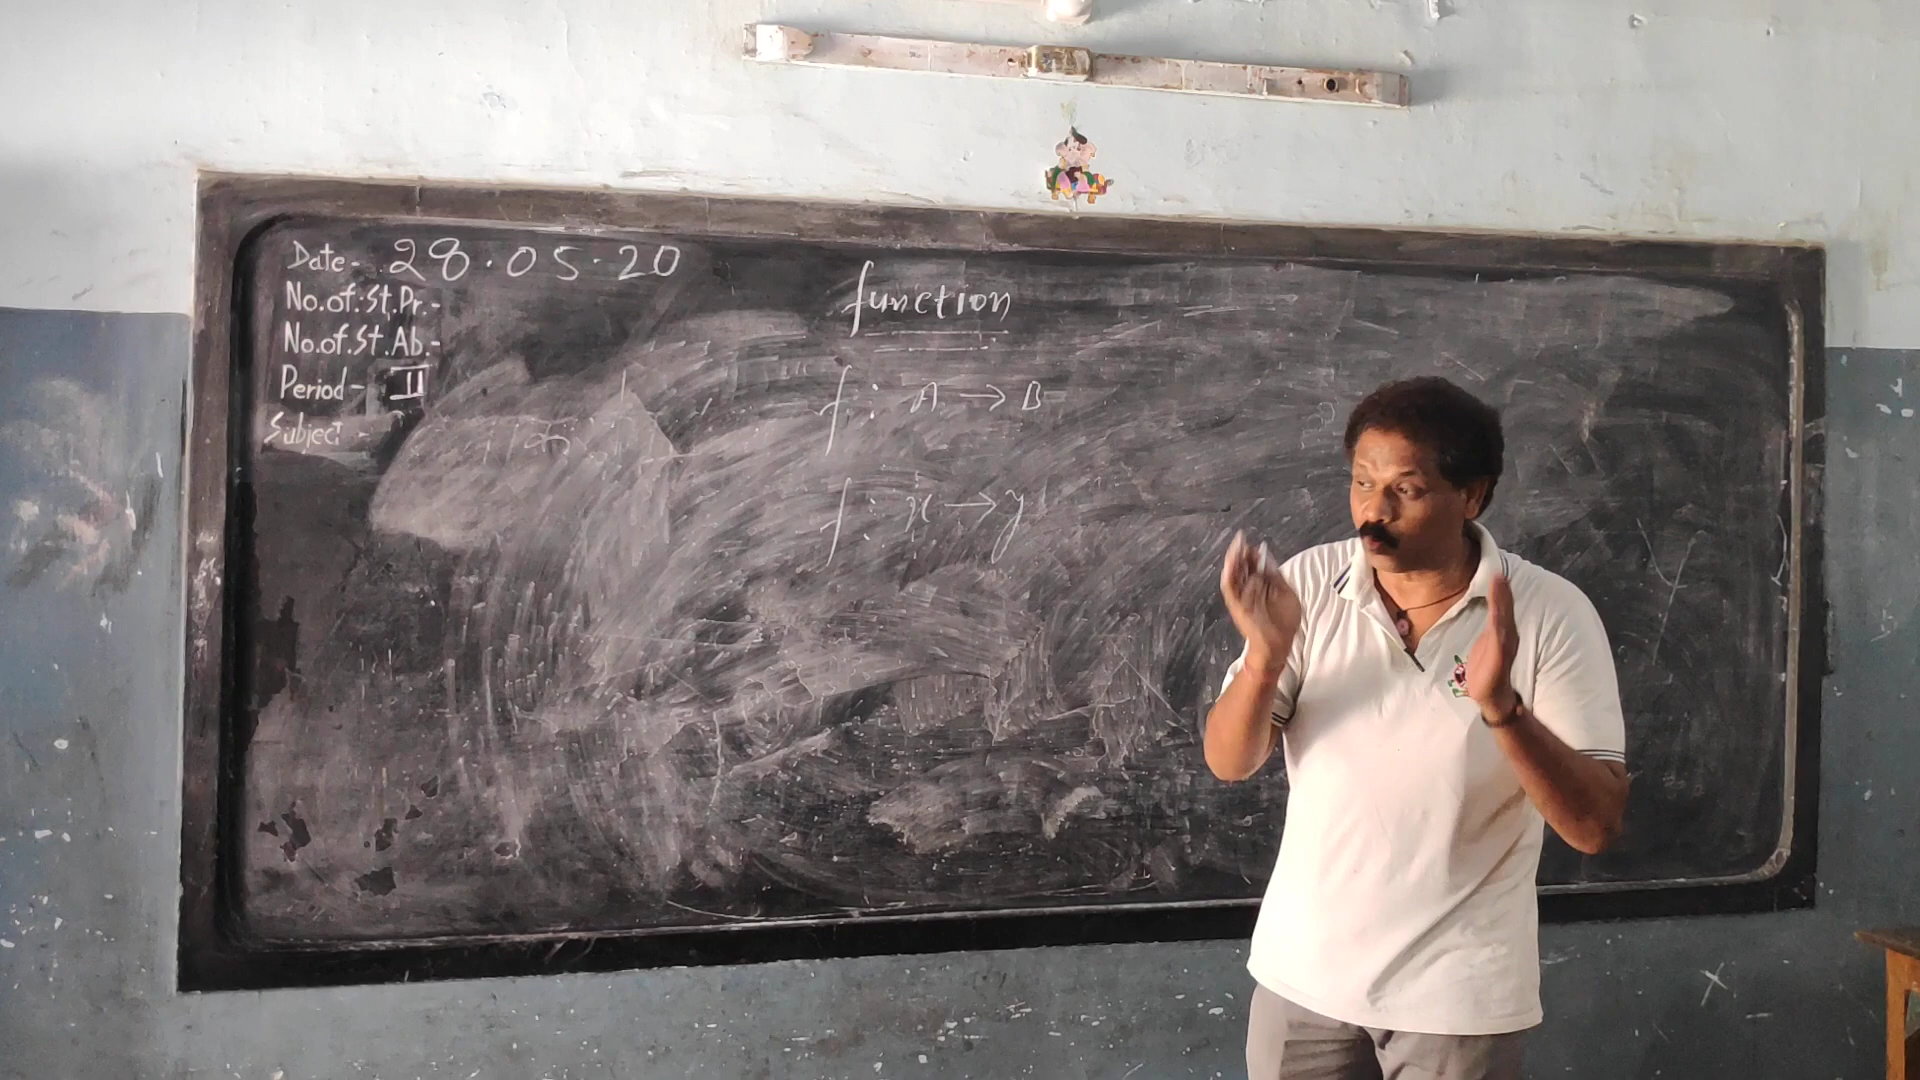 Date- 28.05.20
No.of.St.Pr.-
No.of.St.Ab.-
Period- II
Subject -
function
f : A → B
f : x → y